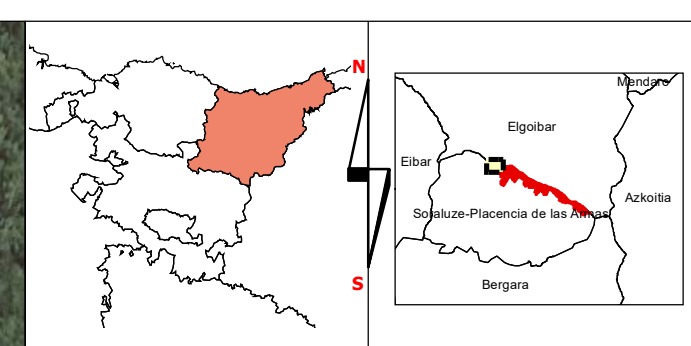 N
S
Mendaro
Elgoibar
Eibar
Azkoitia
Soraluze-Placencia de las Armas
Bergara